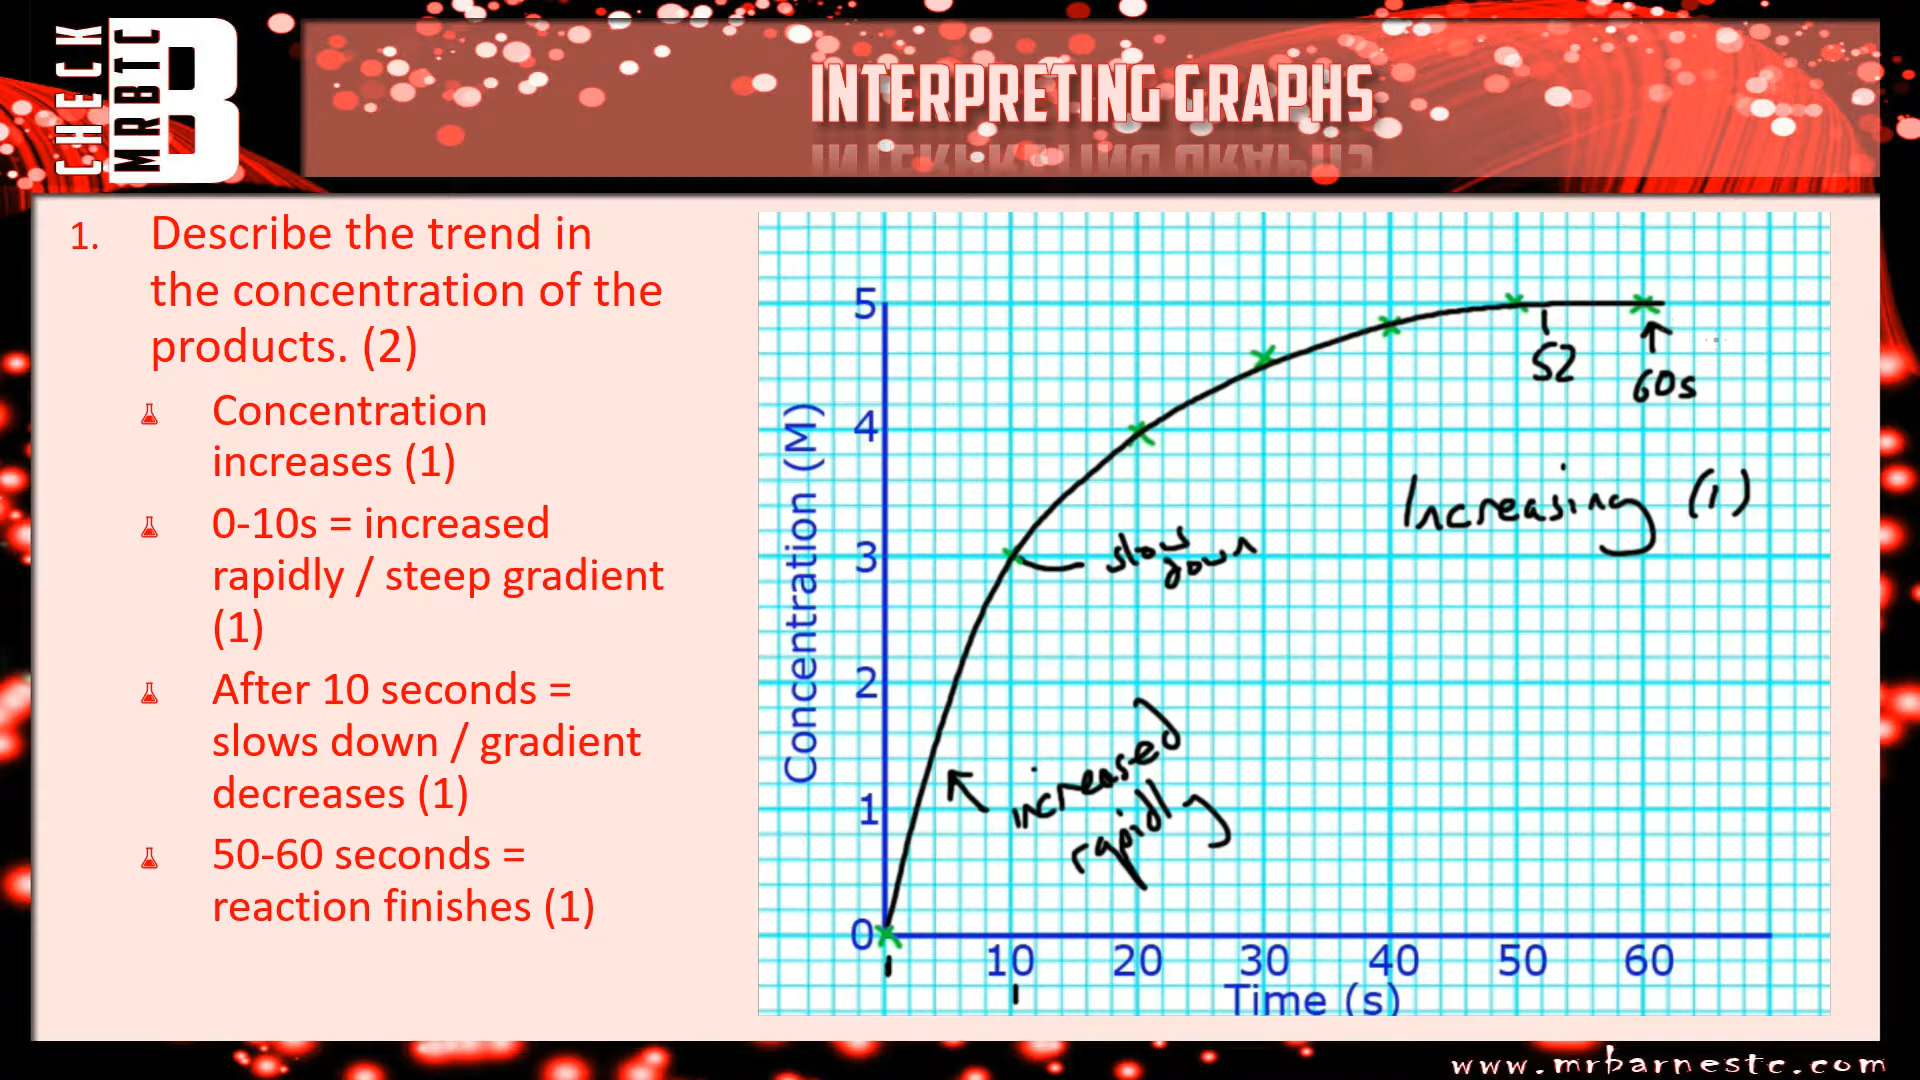 CHECK
MRBTC
B
INTERPRETING GRAPHS
1. Describe the trend in
the concentration of the
products. (2)
Concentration
increases (1)
0-10s = increased
rapidly / steep gradient
(1)
After 10 seconds =
slows down / gradient
decreases (1)
50-60 seconds =
reaction finishes (1)
Concentration (M)
5
4
3
2
1
0
10 20 30 40 50 60
Time (s)
52
60s
Increasing (1)
slows
down
increased
rapidly
www.mrbarnestc.com